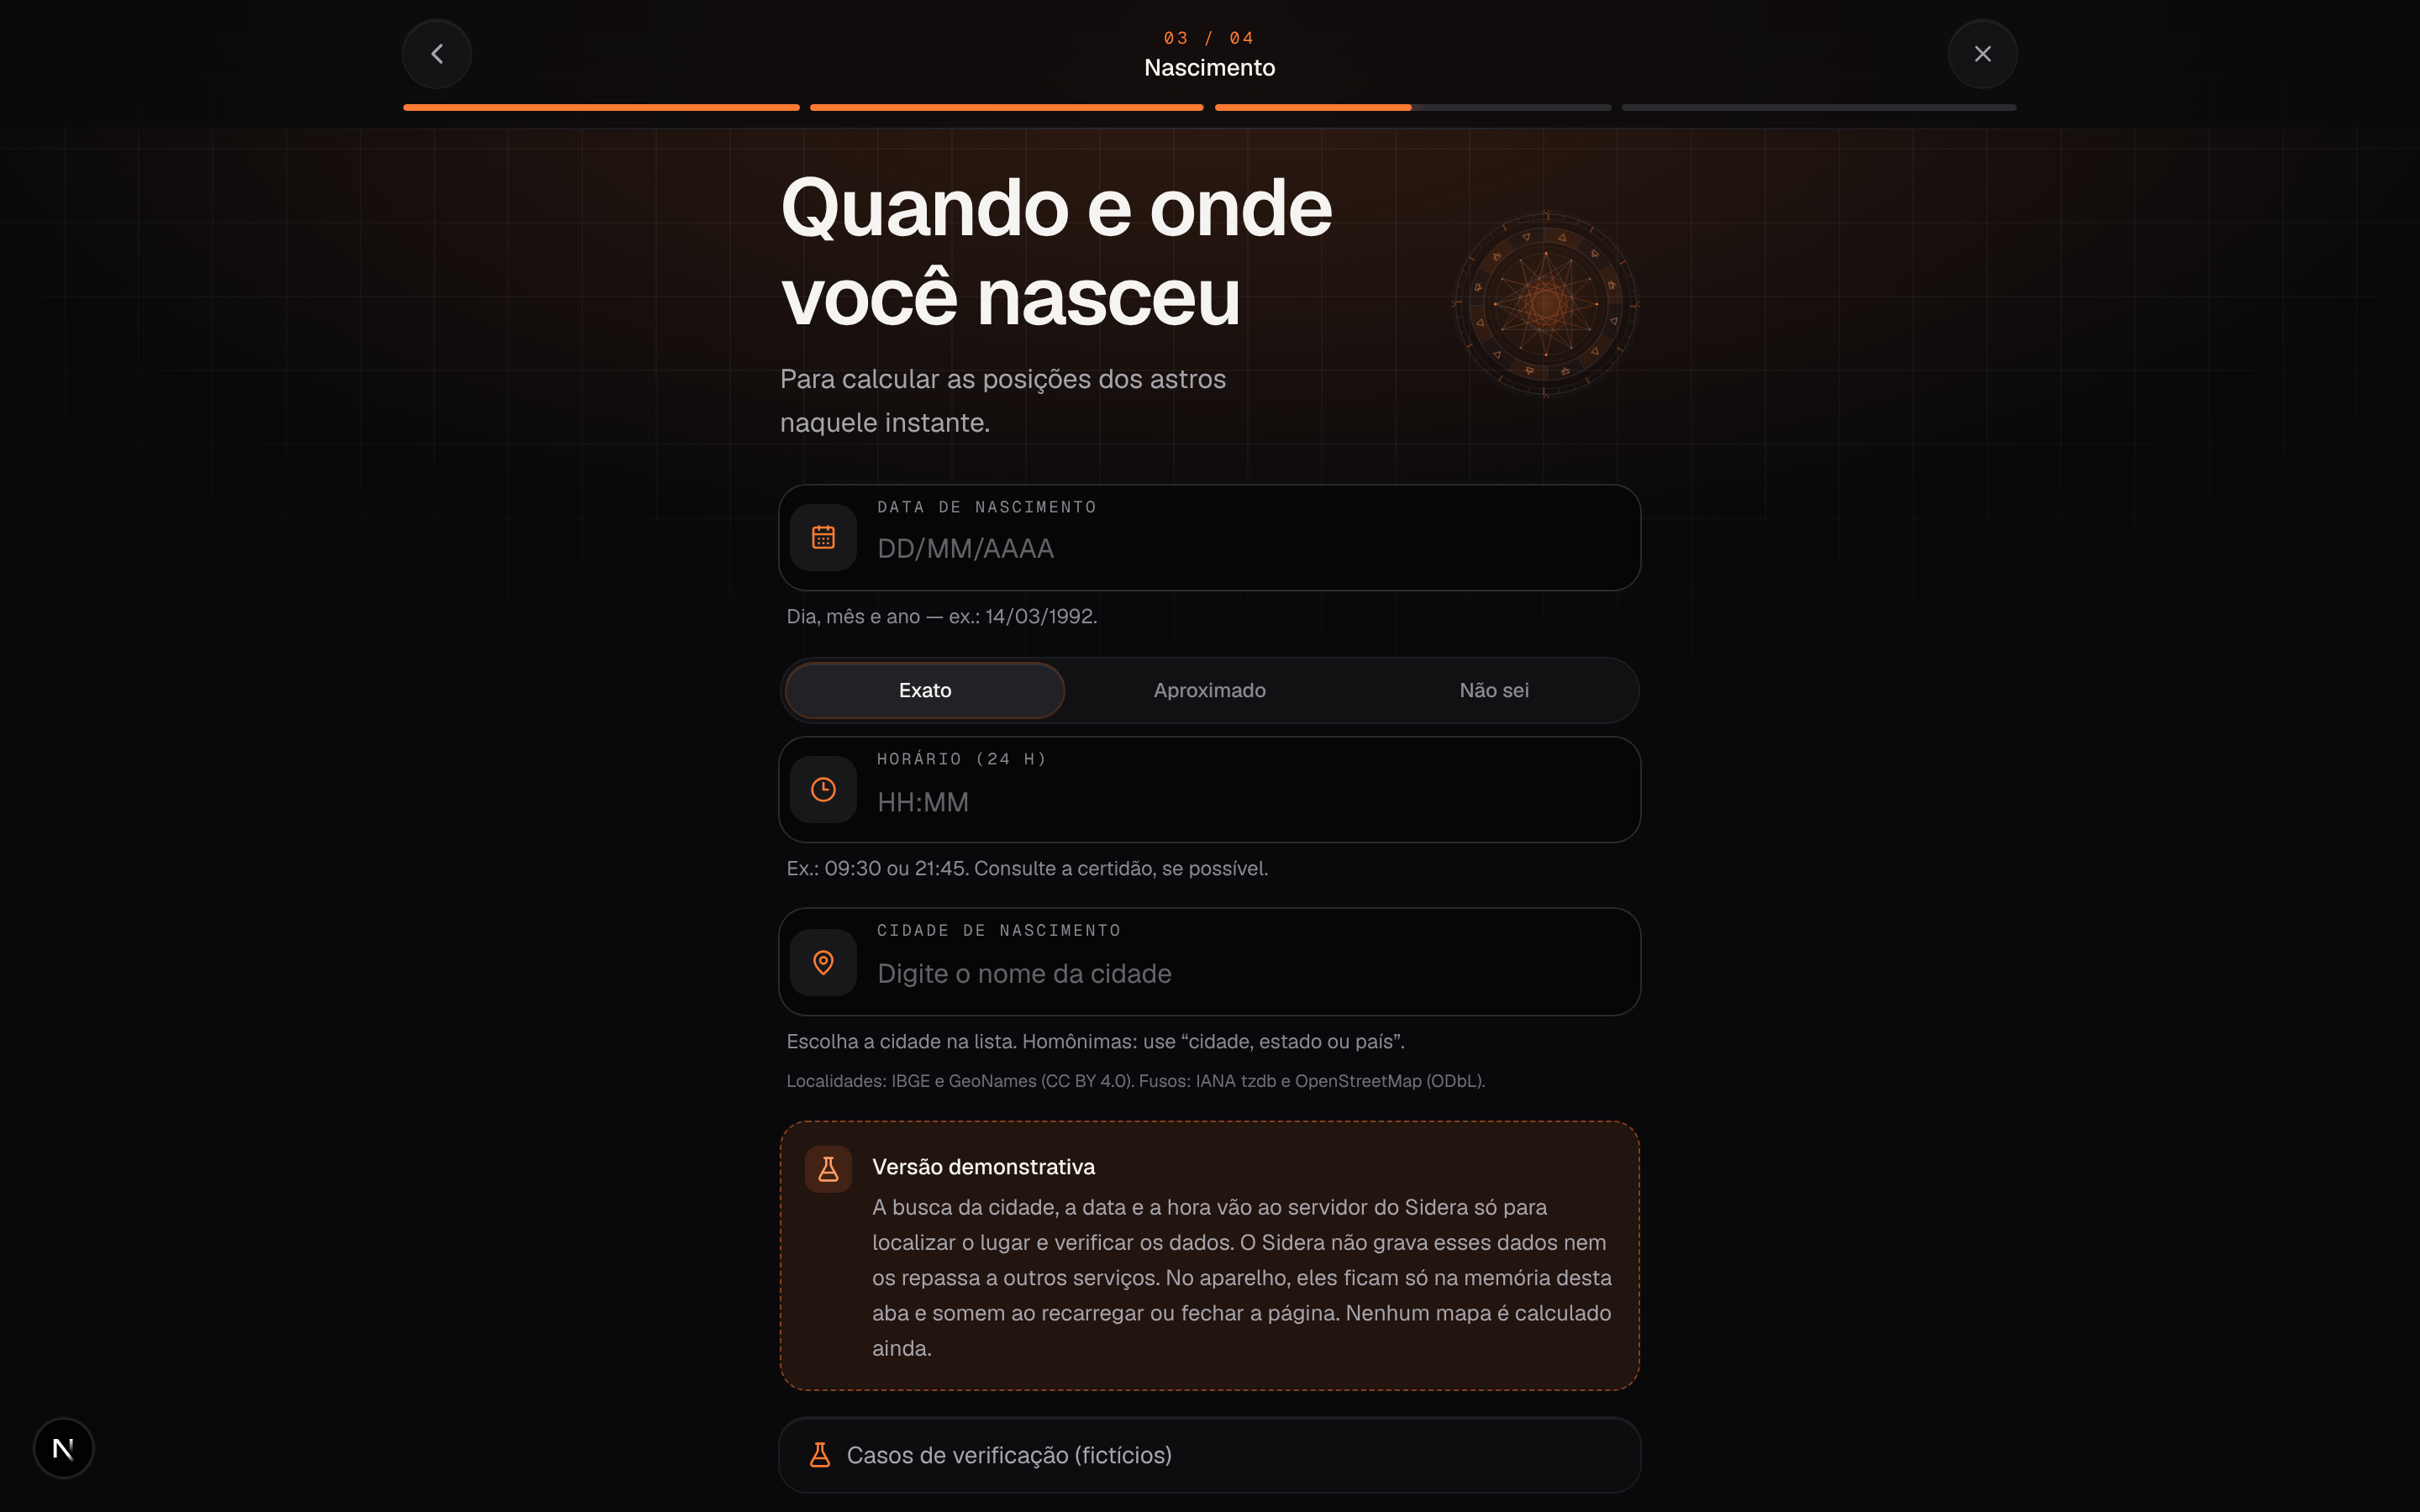 03 / 04
Nascimento
Quando e onde
você nasceu
Para calcular as posições dos astros
naquele instante.
DATA DE NASCIMENTO
DD/MM/AAAA
Dia, mês e ano — ex.: 14/03/1992.
Exato
Aproximado
Não sei
HORÁRIO (24 H)
HH:MM
Ex.: 09:30 ou 21:45. Consulte a certidão, se possível.
CIDADE DE NASCIMENTO
Digite o nome da cidade
Escolha a cidade na lista. Homônimas: use “cidade, estado ou país”.
Localidades: IBGE e GeoNames (CC BY 4.0). Fusos: IANA tzdb e OpenStreetMap (ODbL).
Versão demonstrativa
A busca da cidade, a data e a hora vão ao servidor do Sidera só para
localizar o lugar e verificar os dados. O Sidera não grava esses dados nem
os repassa a outros serviços. No aparelho, eles ficam só na memória desta
aba e somem ao recarregar ou fechar a página. Nenhum mapa é calculado
ainda.
N
Casos de verificação (fictícios)